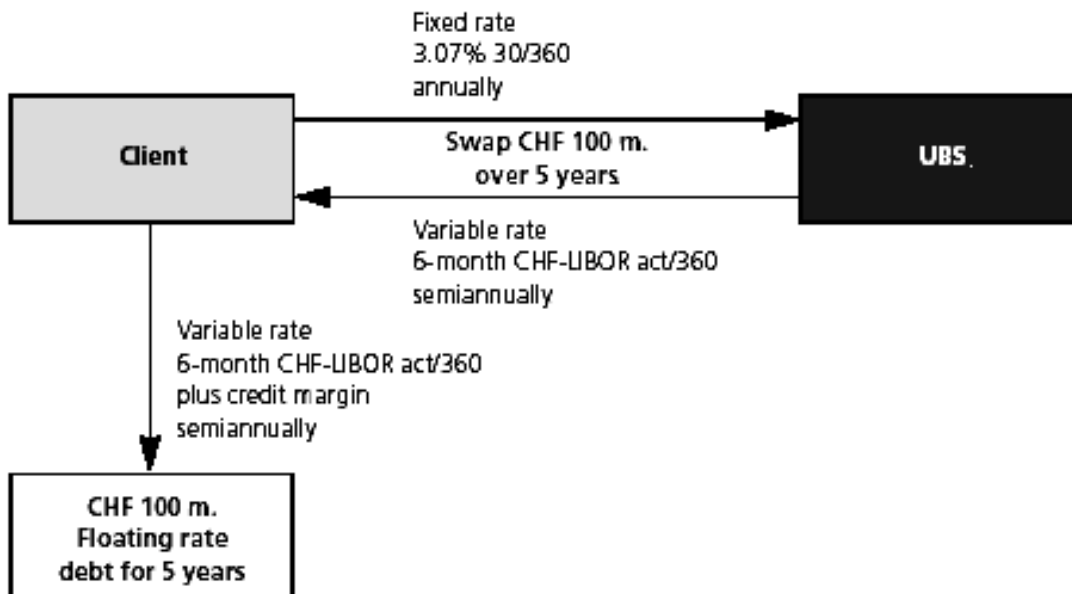 Fixed rate
3.07% 30/360
annually
Client
Swap CHF 100 m.
over 5 years
UBS.
Variable rate
6-month CHF-LIBOR act/360
semiannually
Variable rate
6-month CHF-LIBOR act/360
plus credit margin
semiannually
CHF 100 m.
Floating rate
debt for 5 years